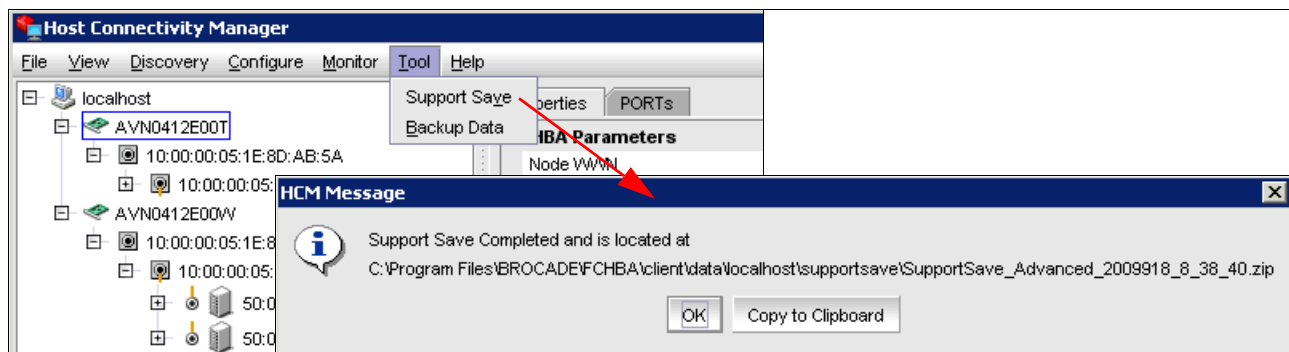 Host Connectivity Manager
File View Discovery Configure Monitor Tool Help
localhost
Support Save
Backup Data
perties
PORTs
AVN0412E00T
HBA Parameters
10:00:00:05:1E:8D:AB:5A
Node WWN
10:00:00:05:
AVN0412E00W
10:00:00:05:1E:8
10:00:00:05:
50:0
50:0
HCM Message
Support Save Completed and is located at
C:\Program Files\BROCADE\FCHBA\client\data\localhost\supportsave\SupportSave_Advanced_2009918_8_38_40.zip
OK
Copy to Clipboard